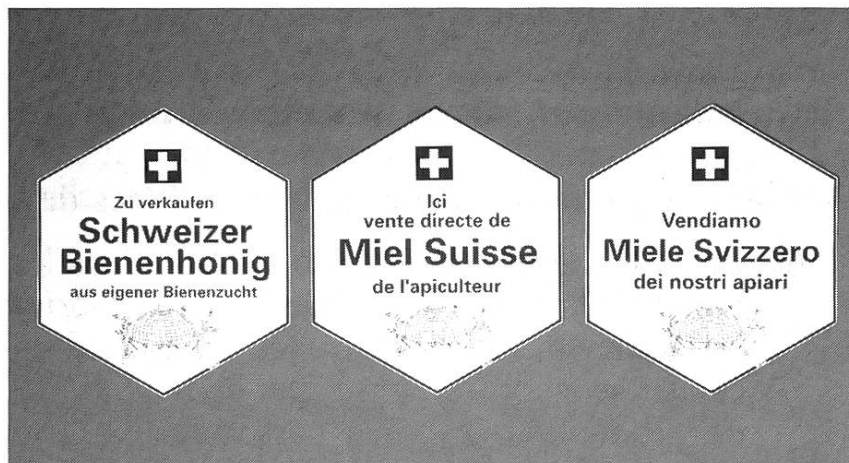 Zu verkaufen
Schweizer
Bienenhonig
aus eigener Bienenzucht
Ici
vente directe de
Miel Suisse
de l'apiculteur
Vendiamo
Miele Svizzero
dei nostri apiari